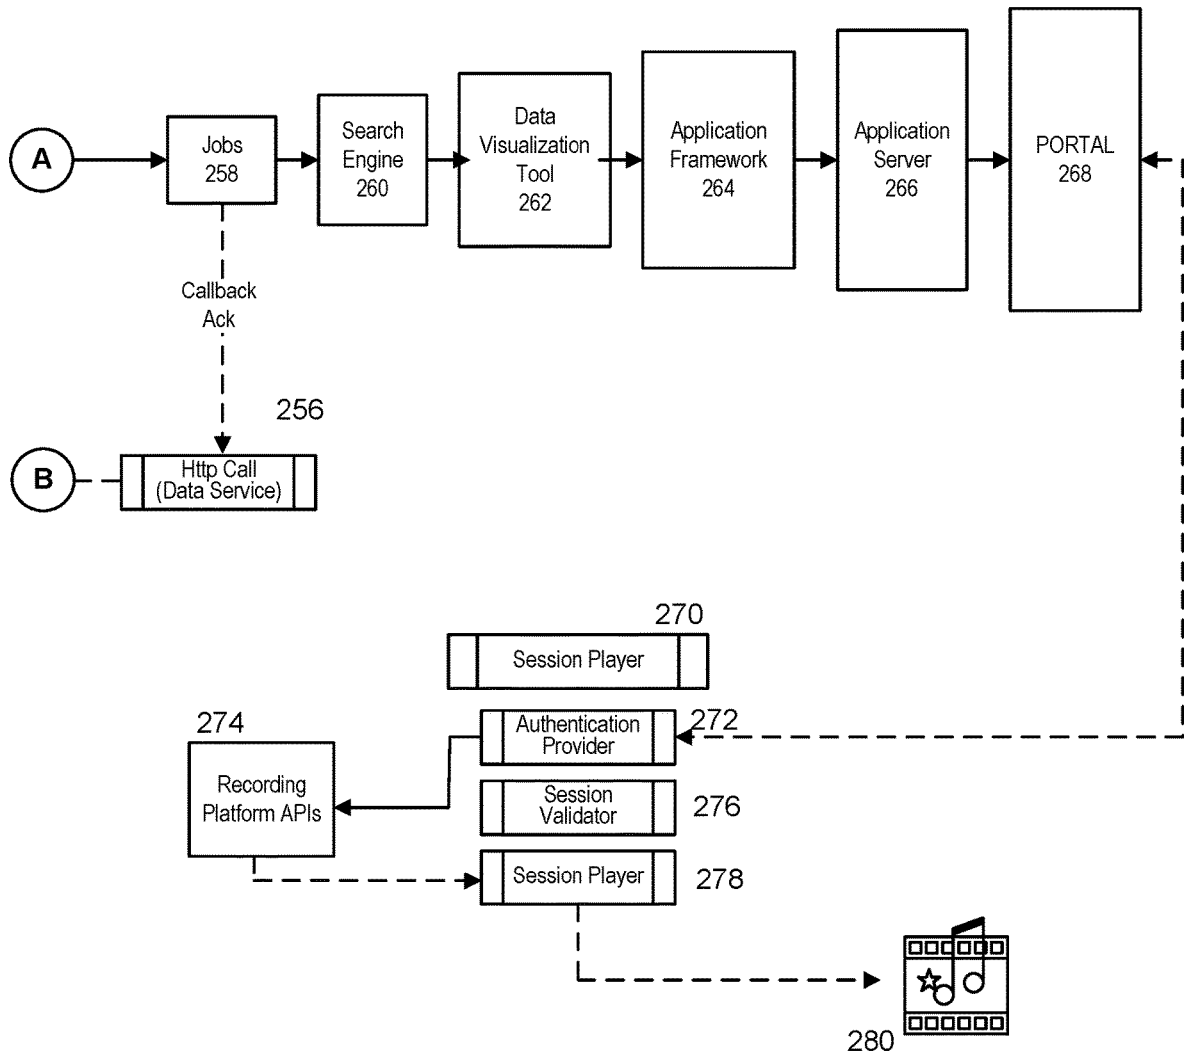 A
Jobs
258
Search
Engine
260
Data
Visualization
Tool
262
Application
Framework
264
Application
Server
266
PORTAL
268
Callback
Ack
256
B
Http Call
(Data Service)
270
Session Player
272
Authentication
Provider
274
Recording
Platform APIs
Session
Validator
276
Session Player
278
280